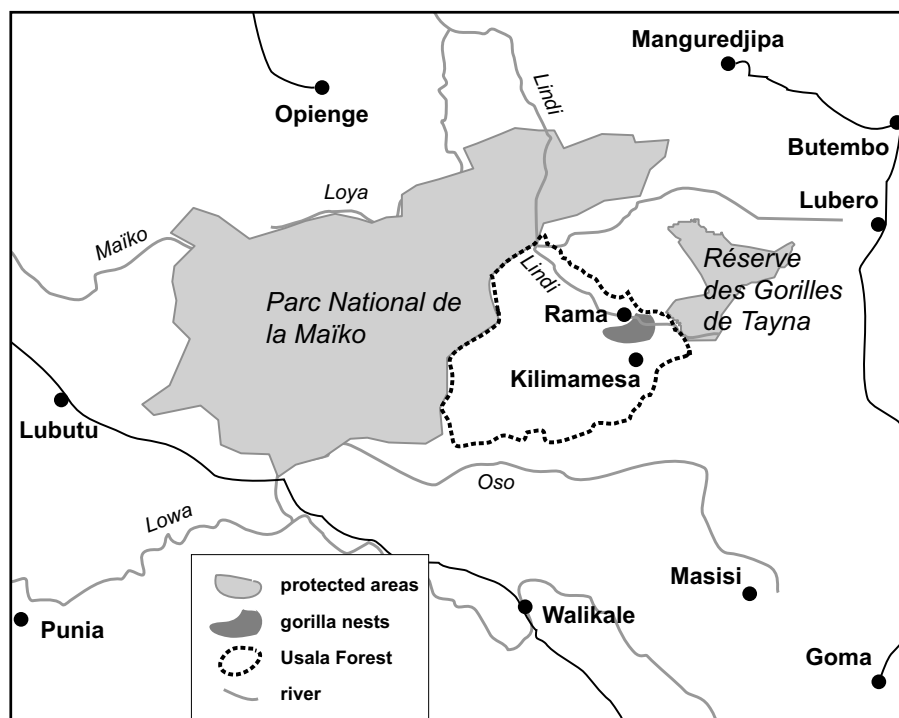 Manguredjipa
Lindi
Opienge
Butembo
Loya
Lubero
Maïko
Réserve
des Gorilles
de Tayna
Lindi
Parc National de
la Maïko
Rama
Kilimamesa
Lubutu
Oso
Lowa
protected areas
Masisi
gorilla nests
Walikale
Punia
Usala Forest
Goma
river